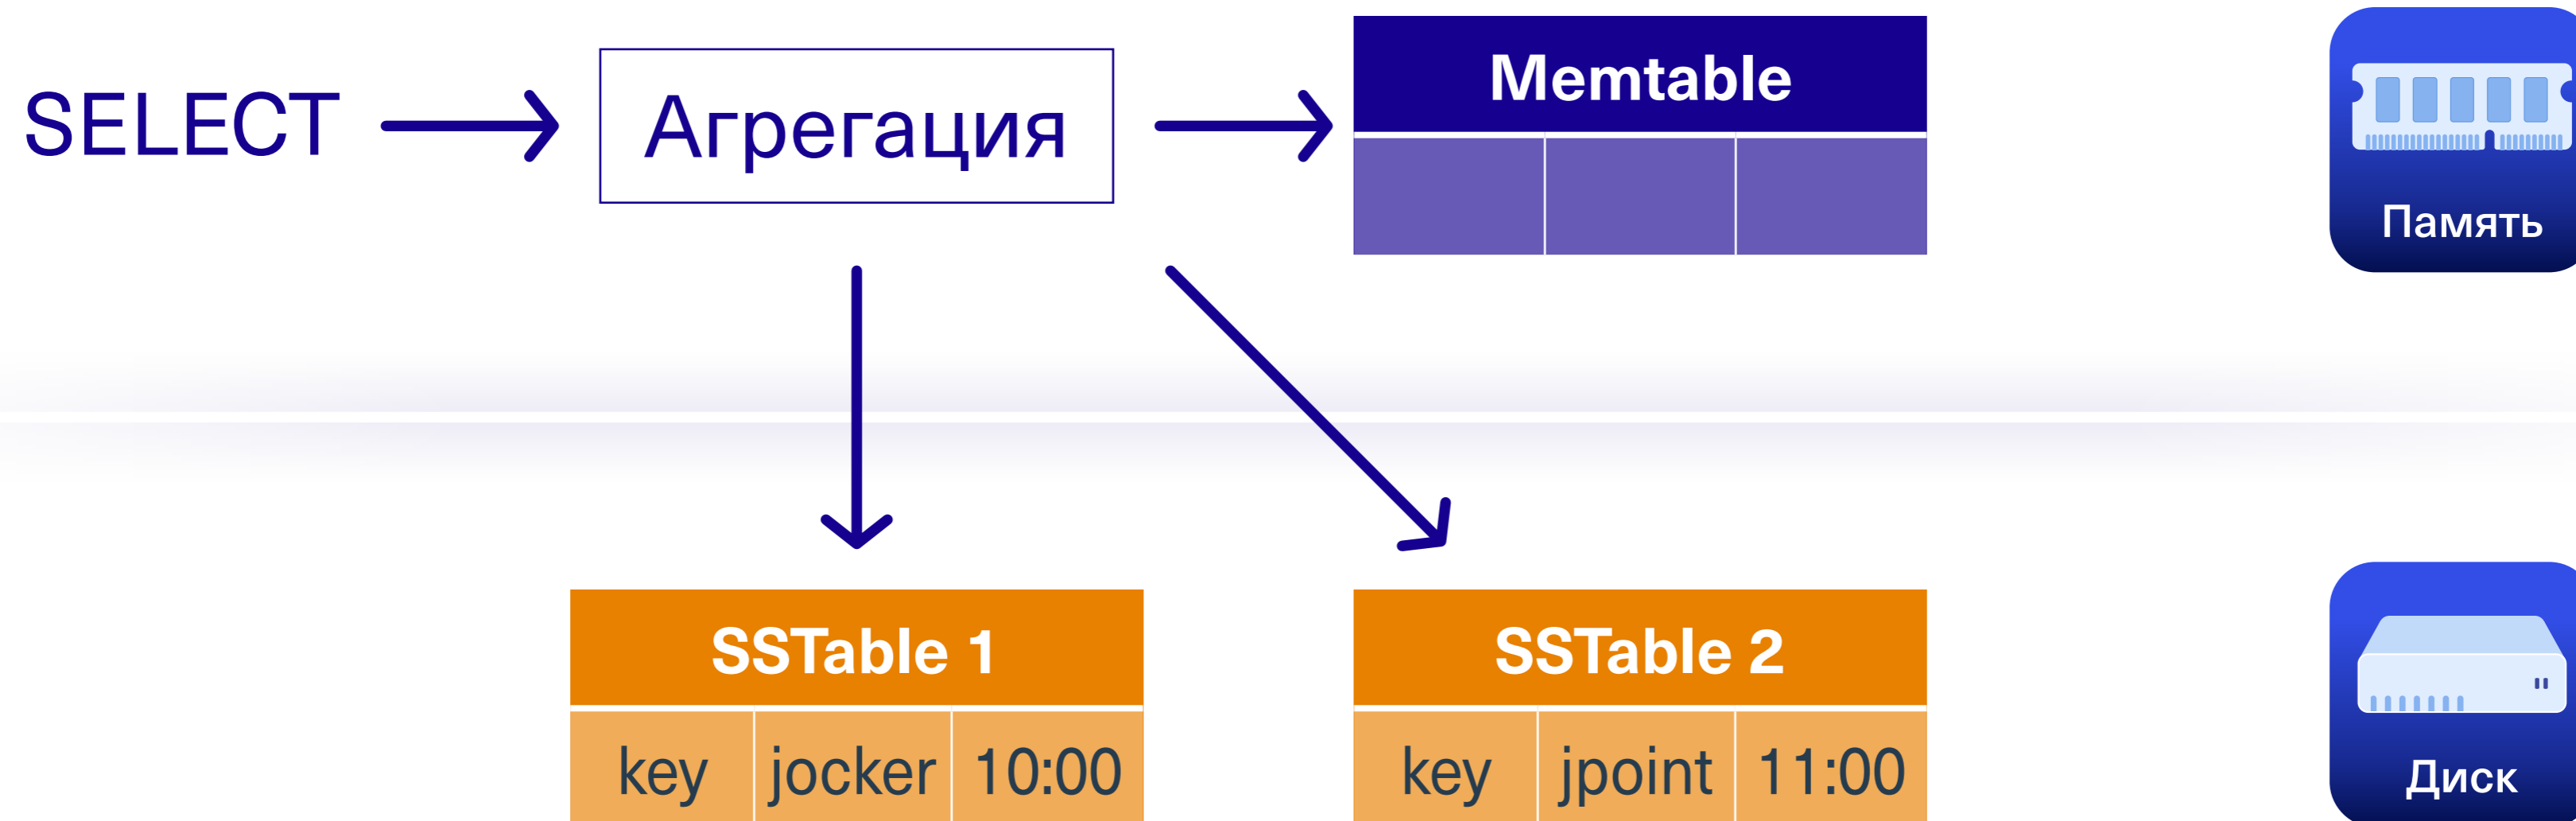 SELECT
Агрегация
Memtable
Память
SSTable 1
SSTable 2
key jocker 10:00
key jpoint 11:00
Диск